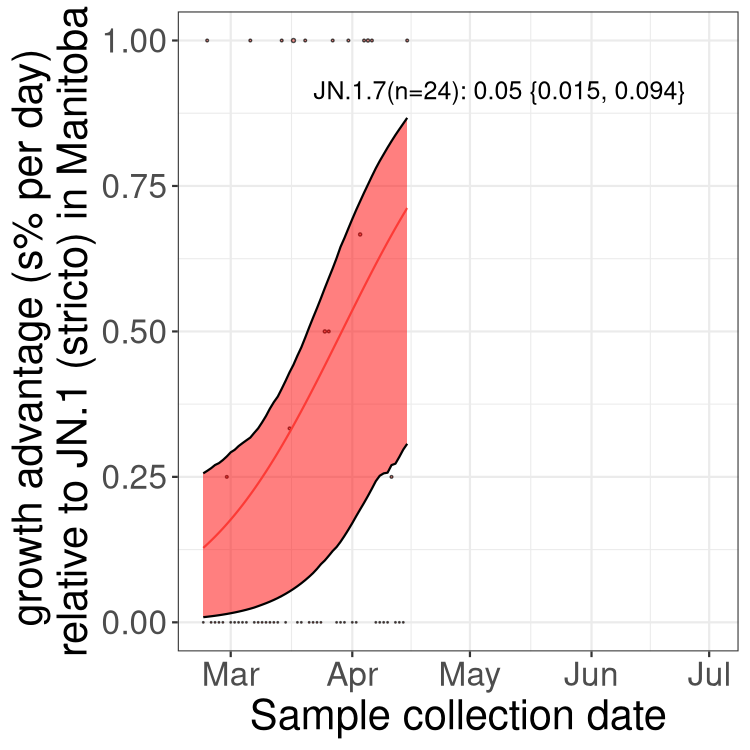 growth advantage (s% per day)
relative to JN.1 (stricto) in Manitoba
1.00
0.75
0.50
0.25
0.00
JN.1.7(n=24): 0.05 {0.015, 0.094}
Mar Apr May Jun Jul
Sample collection date